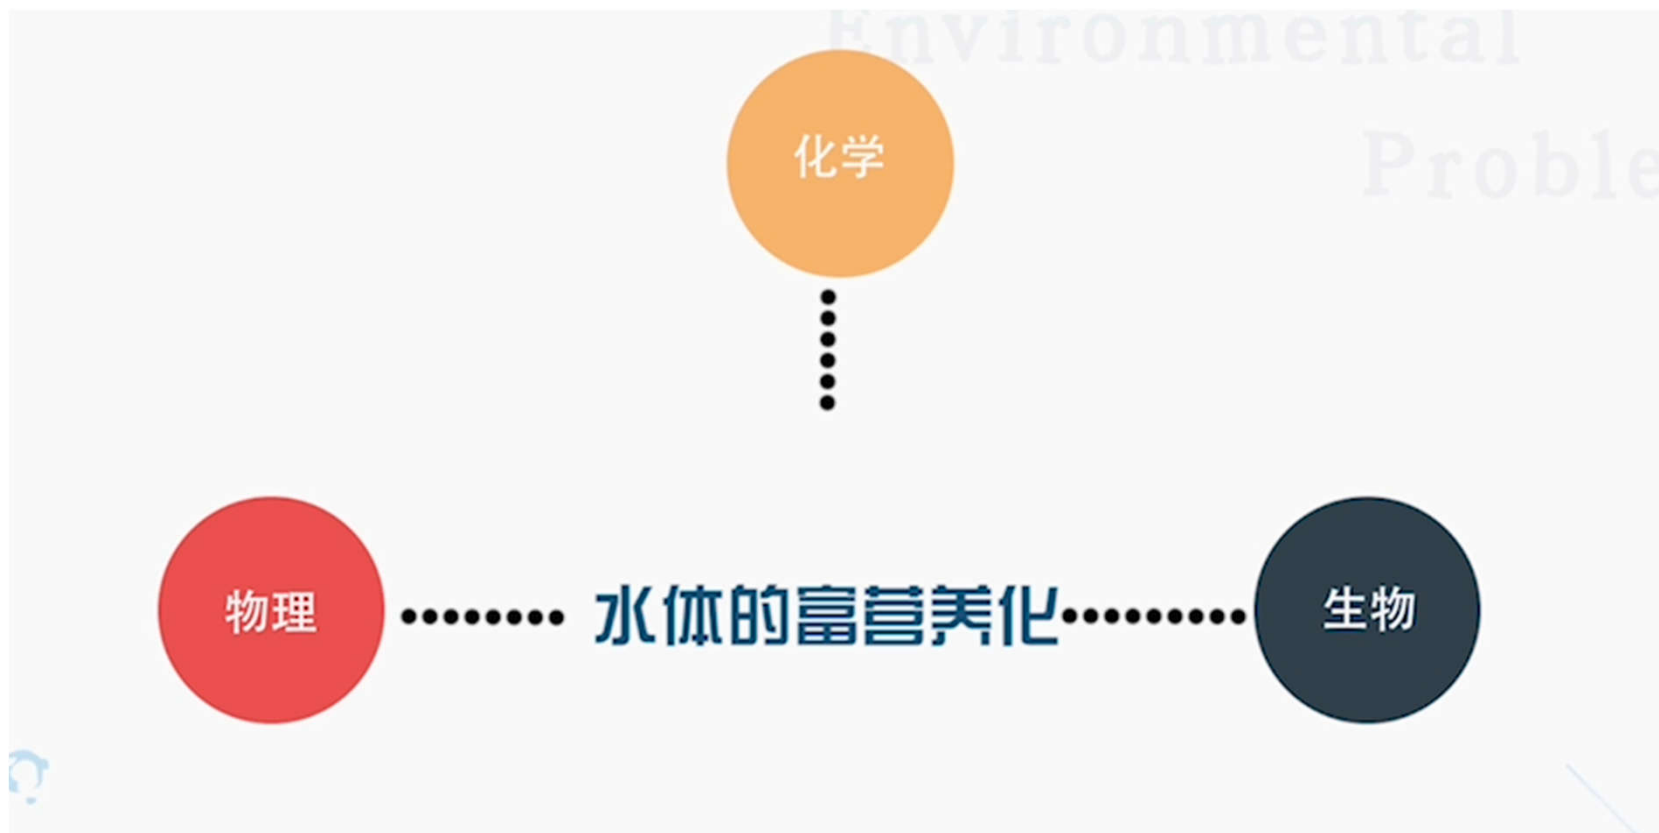 Environmental
化学
Proble
物理
水体的富营养化
生物